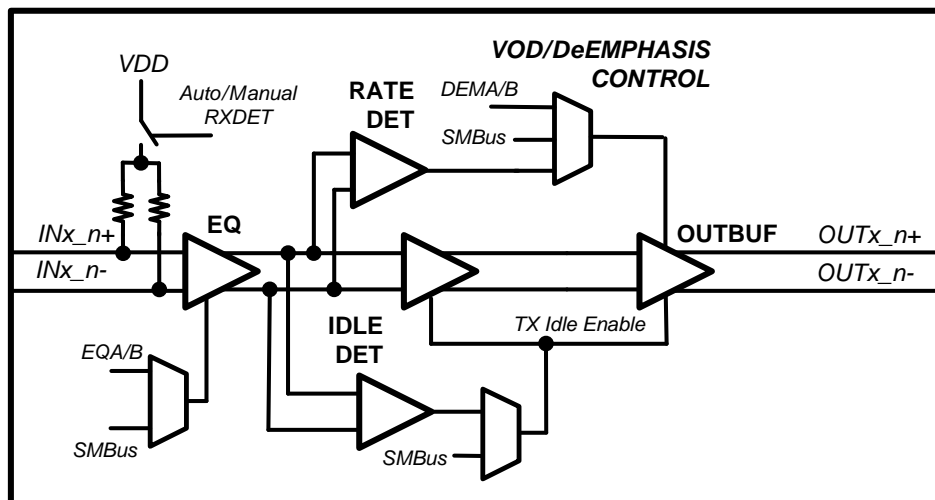 VOD/DeEMPHASIS
CONTROL
VDD
Auto/Manual
RXDET
RATE
DET
DEMA/B
SMBus
EQ
INx_n+
INx_n-
OUTBUF
OUTx_n+
OUTx_n-
IDLE
DET
TX Idle Enable
EQA/B
SMBus
SMBus